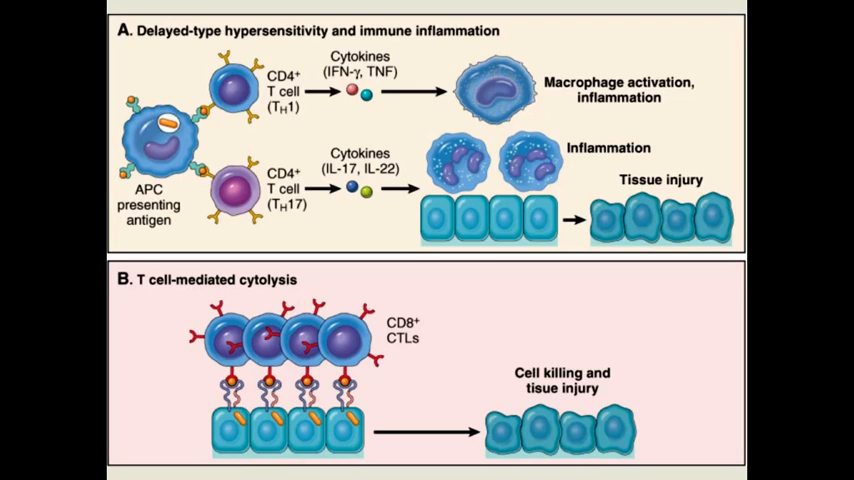 A. Delayed-type hypersensitivity and immune inflammation
CD4+
T cell
(TH1)
Cytokines
(IFN-γ, TNF)
Macrophage activation,
inflammation
APC
presenting
antigen
CD4+
T cell
(TH17)
Cytokines
(IL-17, IL-22)
Inflammation
Tissue injury
B. T cell-mediated cytolysis
CD8+
CTLs
Cell killing and
tissue injury